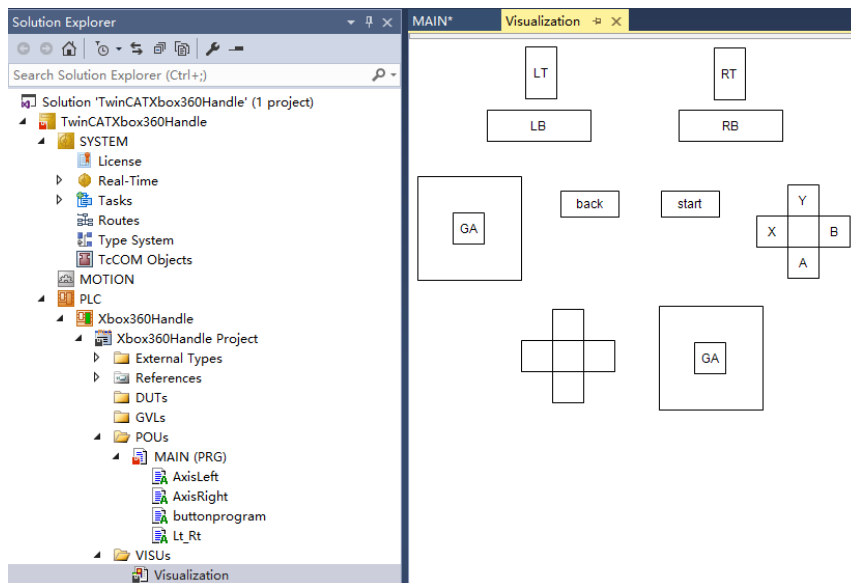 Solution Explorer
Search Solution Explorer (Ctrl+;)
Solution 'TwinCATXbox360Handle' (1 project)
TwinCATXbox360Handle
SYSTEM
License
Real-Time
Tasks
Routes
Type System
TcCOM Objects
MOTION
PLC
Xbox360Handle
Xbox360Handle Project
External Types
References
DUTs
GVLs
POUs
MAIN (PRG)
AxisLeft
AxisRight
buttonprogram
Lt_Rt
VISUs
Visualization
MAIN* Visualization
LT RT
LB RB
GA back start Y
X B
A
GA